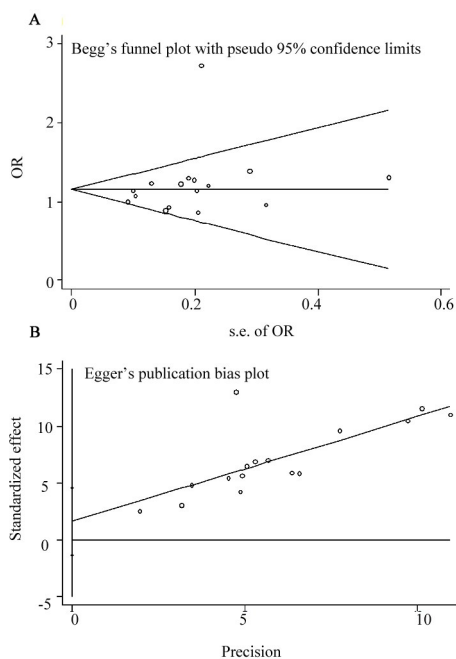 A
Begg's funnel plot with pseudo 95% confidence limits
3
2
1
0
OR
0
0.2
0.4
0.6
s.e. of OR
B
Egger's publication bias plot
15
10
5
0
-5
Standardized effect
0
5
10
Precision